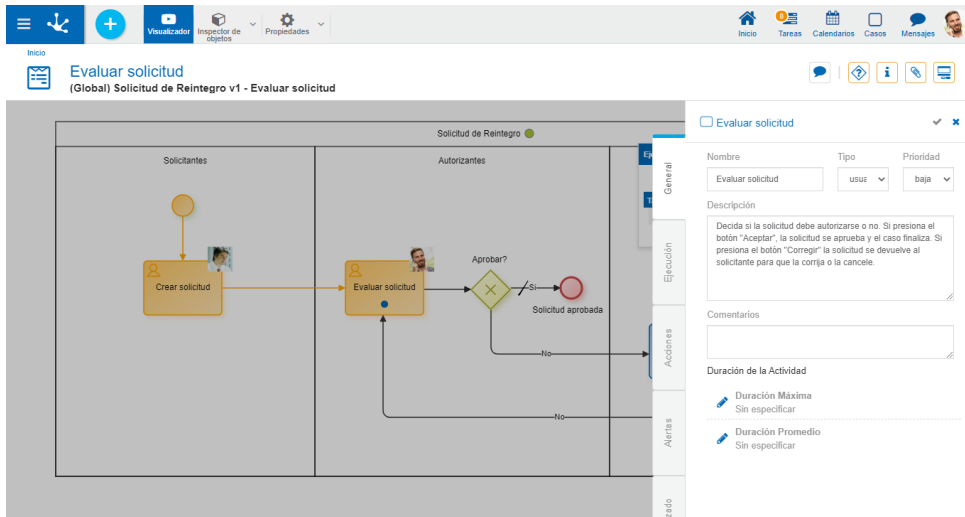 Visualizador
Inspector de
objetos
Propiedades
Inicio
8
Tareas
Calendarios
Casos
Mensajes
Inicio
Evaluar solicitud
(Global) Solicitud de Reintegro v1 - Evaluar solicitud
Solicitud de Reintegro
Solicitantes
Autorizantes
Crear solicitud
Evaluar solicitud
Aprobar?
Si
Solicitud aprobada
No
No
General
Ejecución
Acciones
Alertas
Evaluar solicitud
Nombre
Tipo
Prioridad
Evaluar solicitud
usua
baja
Descripción
Decida si la solicitud debe autorizarse o no. Si presiona el
botón "Aceptar", la solicitud se aprueba y el caso finaliza. Si
presiona el botón "Corregir" la solicitud se devuelve al
solicitante para que la corrija o la cancele.
Comentarios
Duración de la Actividad
Duración Máxima
Sin especificar
Duración Promedio
Sin especificar